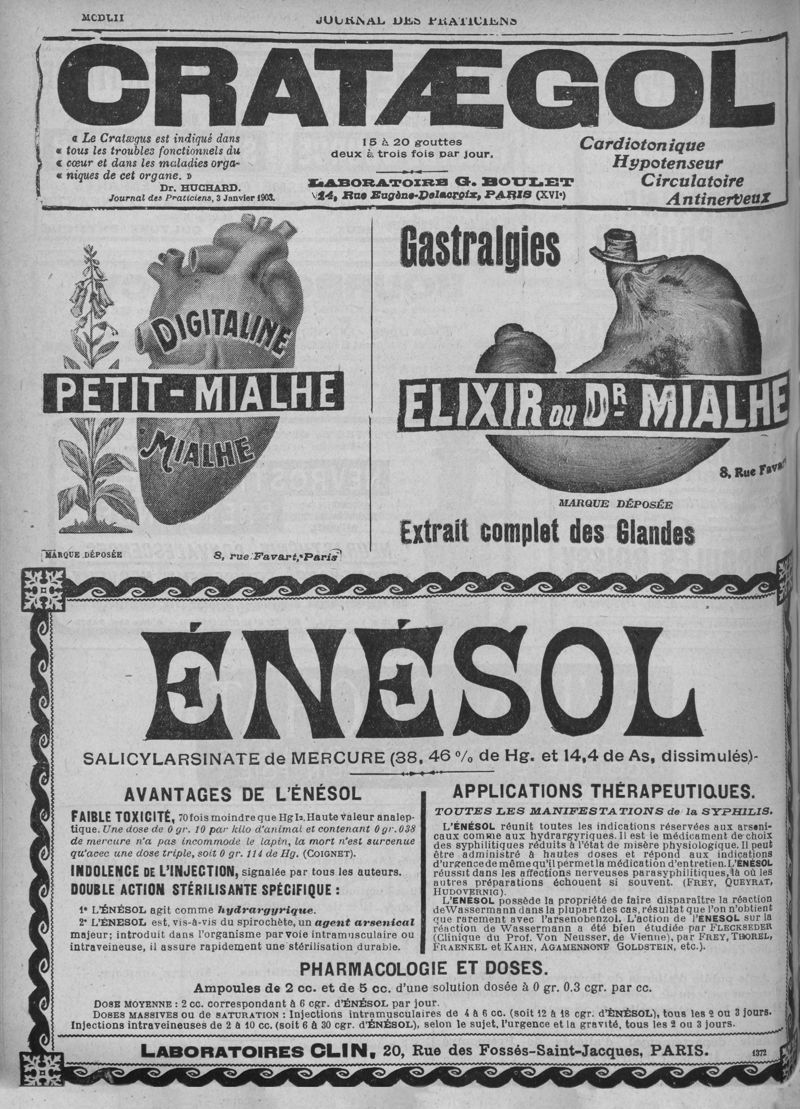 MCDLII
JOURNAL DES PRATICIENS
CRATÆGOL
« Le Cratægus est indiqué dans
« tous les troubles fonctionnels du
« cœur et dans les maladies orga-
« niques de cet organe. »
Dr. HUCHARD.
Journal des Praticiens, 3 Janvier 1903.
15 à 20 gouttes
deux à trois fois par jour.
LABORATOIRE G. BOULET
14, Rue Eugène-Delacroix, PARIS (XVIe)
Cardiotonique
Hypotenseur
Circulatoire
Antinerveux
DIGITALINE
PETIT-MIALHE
MIALHE
MARQUE DÉPOSÉE
8, rue Favart, Paris
Gastralgies
ELIXIR DU DR MIALHE
8, Rue Favart
MARQUE DÉPOSÉE
Extrait complet des Glandes
ÉNÉSOL
SALICYLARSINATE de MERCURE (38, 46 % de Hg. et 14,4 de As, dissimulés)-
AVANTAGES DE L'ÉNÉSOL
FAIBLE TOXICITÉ, 70 fois moindre que Hg I2. Haute valeur analep-
tique. Une dose de 0 gr. 10 par kilo d'animal et contenant 0 gr. 038
de mercure n'a pas incommodé le lapin, la mort n'est survenue
qu'avec une dose triple, soit 0 gr. 114 de Hg. (COIGNET).
INDOLENCE DE L'INJECTION, signalée par tous les auteurs.
DOUBLE ACTION STÉRILISANTE SPÉCIFIQUE :
1° L'ÉNÉSOL agit comme hydrargyrique.
2° L'ÉNÉSOL est, vis-à-vis du spirochète, un agent arsenical
majeur; introduit dans l'organisme par voie intramusculaire ou
intraveineuse, il assure rapidement une stérilisation durable.
APPLICATIONS THÉRAPEUTIQUES.
TOUTES LES MANIFESTATIONS de la SYPHILIS.
L'ÉNÉSOL réunit toutes les indications réservées aux arseni-
caux comme aux hydrargyriques. Il est le médicament de choix
des syphilitiques réduits à l'état de misère physiologique. Il peut
être administré à hautes doses et répond aux indications
d'urgence de même qu'il permet la médication d'entretien. L'ÉNÉSOL
réussit dans les affections nerveuses parasyphilitiques, là où les
autres préparations échouent si souvent. (FREY, QUEYRAT,
HUDOVERNIG).
L'ÉNÉSOL possède la propriété de faire disparaître la réaction
de Wassermann dans la plupart des cas, résultat que l'on n'obtient
que rarement avec l'arsenobenzol. L'action de l'ENESOL sur la
réaction de Wassermann a été bien étudiée par FLECKSEDER
(Clinique du Prof. Von Neusser, de Vienne), par FREY, THOREL,
FRAENKEL et KAHN, AGAMENNONE GOLDSTEIN, etc.).
PHARMACOLOGIE ET DOSES.
Ampoules de 2 cc. et de 5 cc. d'une solution dosée à 0 gr. 0.3 cgr. par cc.
DOSE MOYENNE : 2 cc. correspondant à 6 cgr. d'ÉNÉSOL par jour.
DOSES MASSIVES ou de SATURATION : Injections intramusculaires de 4 à 6 cc. (soit 12 à 18 cgr. d'ÉNÉSOL), tous les 2 ou 3 jours.
Injections intraveineuses de 2 à 10 cc. (soit 6 à 30 cgr. d'ÉNÉSOL), selon le sujet, l'urgence et la gravité, tous les 2 ou 3 jours.
LABORATOIRES CLIN, 20, Rue des Fossés-Saint-Jacques, PARIS.
1372